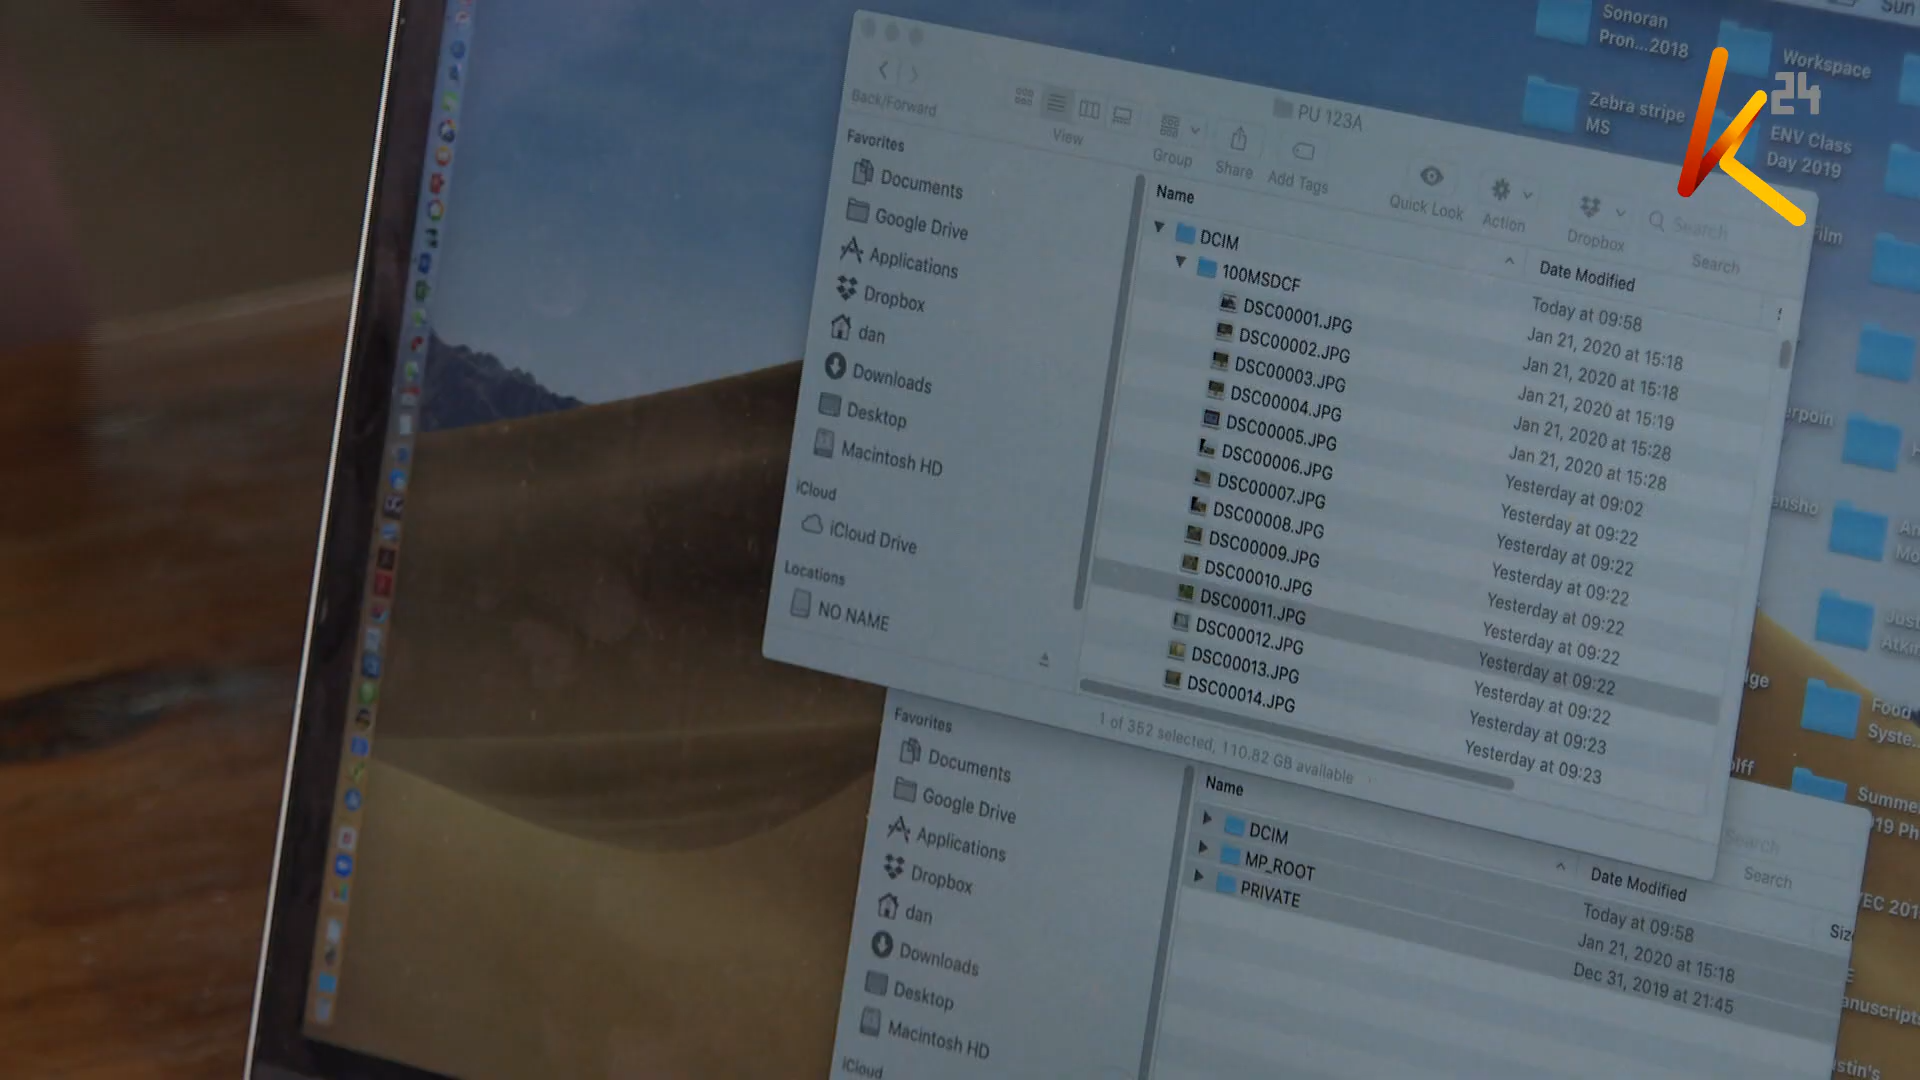 Sun
Sonoran
Pron...2018
Workspace
24
Zebra stripe
MS
ENV Class
Day 2019
Back/Forward
View
PU 123A
Group
Share
Add Tags
Quick Look
Action
Dropbox
Search
Search
Favorites
Documents
Google Drive
Applications
Dropbox
dan
Downloads
Desktop
Macintosh HD
iCloud
iCloud Drive
Locations
NO NAME
Name
Date Modified
DCIM
Today at 09:58
100MSDCF
Jan 21, 2020 at 15:18
DSC00001.JPG
Jan 21, 2020 at 15:18
DSC00002.JPG
Jan 21, 2020 at 15:19
DSC00003.JPG
Jan 21, 2020 at 15:28
DSC00004.JPG
Jan 21, 2020 at 15:28
DSC00005.JPG
Yesterday at 09:02
DSC00006.JPG
Yesterday at 09:22
DSC00007.JPG
Yesterday at 09:22
DSC00008.JPG
Yesterday at 09:22
DSC00009.JPG
Yesterday at 09:22
DSC00010.JPG
Yesterday at 09:22
DSC00011.JPG
Yesterday at 09:22
DSC00012.JPG
Yesterday at 09:22
DSC00013.JPG
Yesterday at 09:23
DSC00014.JPG
Yesterday at 09:23
1 of 352 selected, 110.82 GB available
Favorites
Documents
Google Drive
Applications
Dropbox
dan
Downloads
Desktop
Macintosh HD
iCloud
Name
Date Modified
DCIM
Today at 09:58
MP_ROOT
Jan 21, 2020 at 15:18
PRIVATE
Dec 31, 2019 at 21:45
Search
Search
Food
Syste...